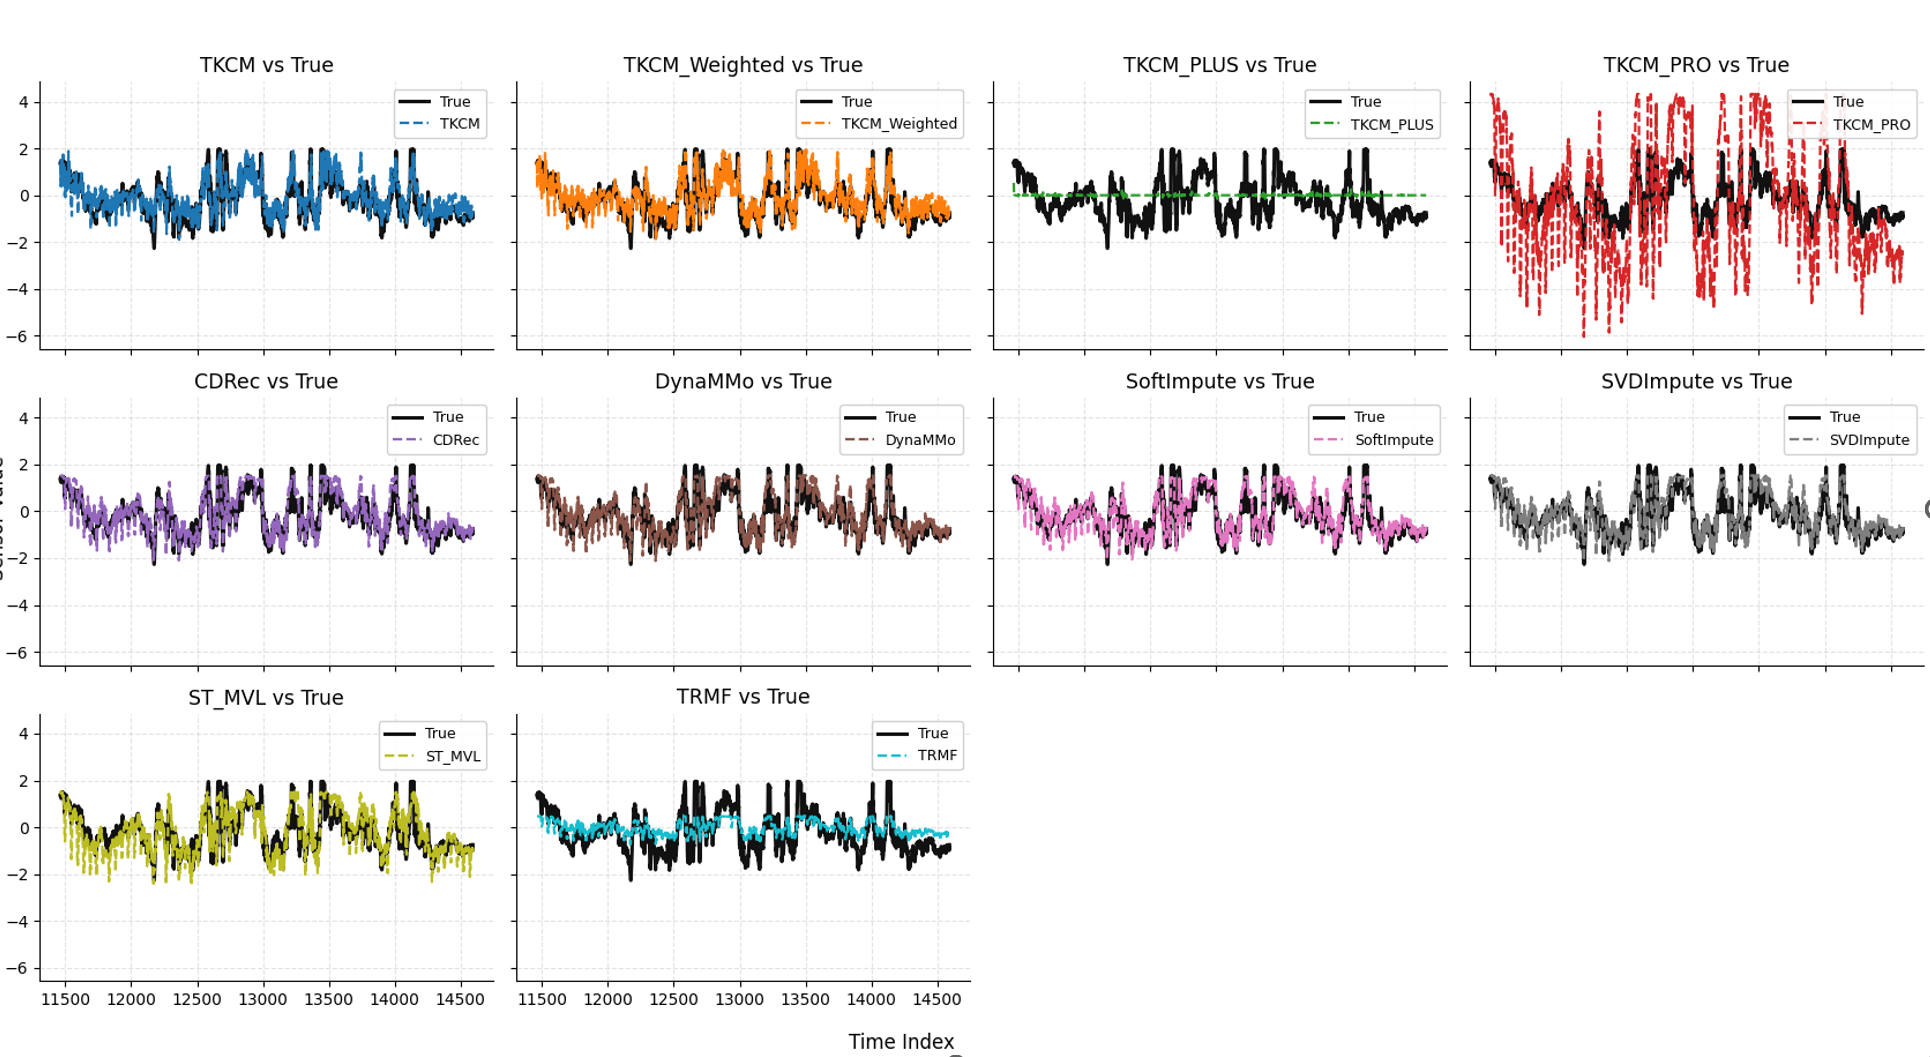 TKCM vs True
TKCM_Weighted vs True
TKCM_PLUS vs True
TKCM_PRO vs True
True
TKCM
True
TKCM_Weighted
True
TKCM_PLUS
True
TKCM_PRO
4
2
0
−2
−4
−6
CDRec vs True
DynaMMo vs True
SoftImpute vs True
SVDImpute vs True
True
CDRec
True
DynaMMo
True
SoftImpute
True
SVDImpute
4
2
0
−2
−4
−6
ST_MVL vs True
TRMF vs True
True
ST_MVL
True
TRMF
4
2
0
−2
−4
−6
11500 12000 12500 13000 13500 14000 14500
11500 12000 12500 13000 13500 14000 14500
Time Index